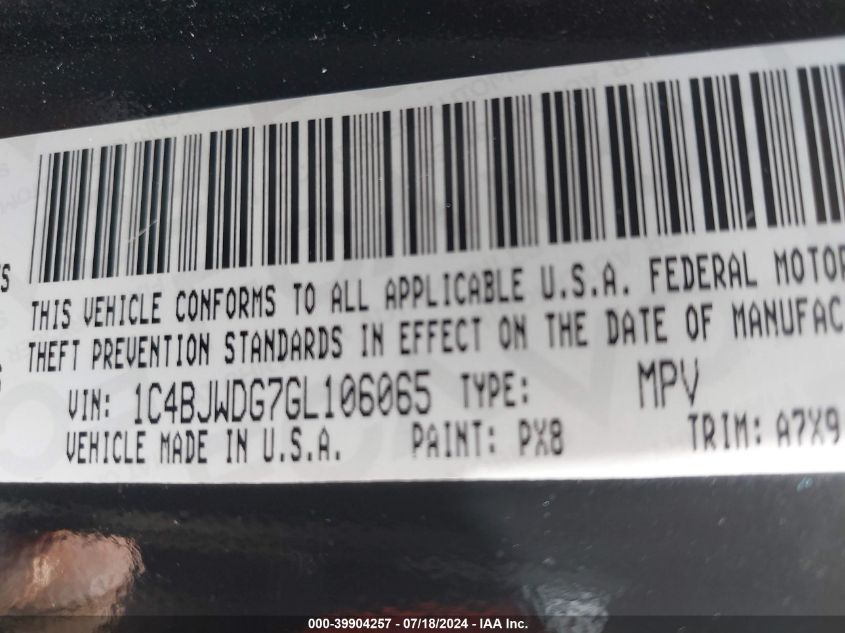 THIS VEHICLE CONFORMS TO ALL APPLICABLE U.S.A. FEDERAL MOTOR
THEFT PREVENTION STANDARDS IN EFFECT ON THE DATE OF MANUFAC
VIN: 1C4BJWDG7GL106065 TYPE: MPV
VEHICLE MADE IN U.S.A. PAINT: PX8 TRIM: A7X9
000-39904257 - 07/18/2024 - IAA Inc.